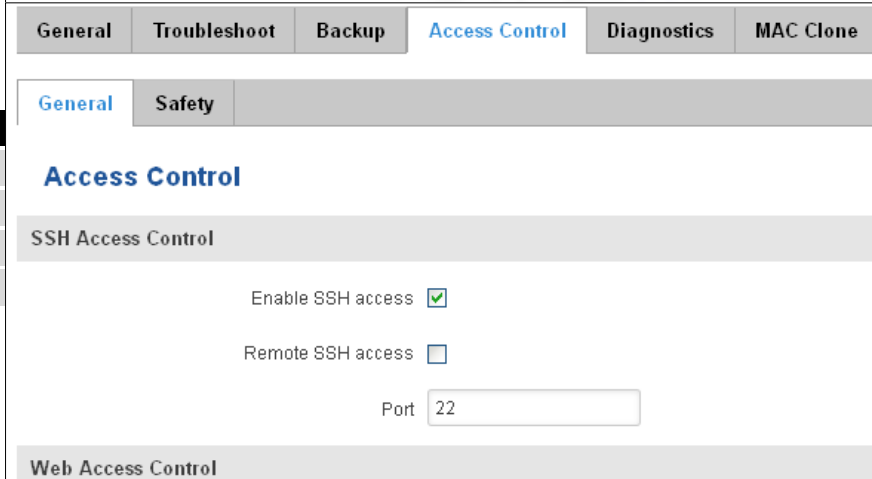 General Troubleshoot Backup Access Control Diagnostics MAC Clone
General Safety
Access Control
SSH Access Control
Enable SSH access
Remote SSH access
Port 22
Web Access Control